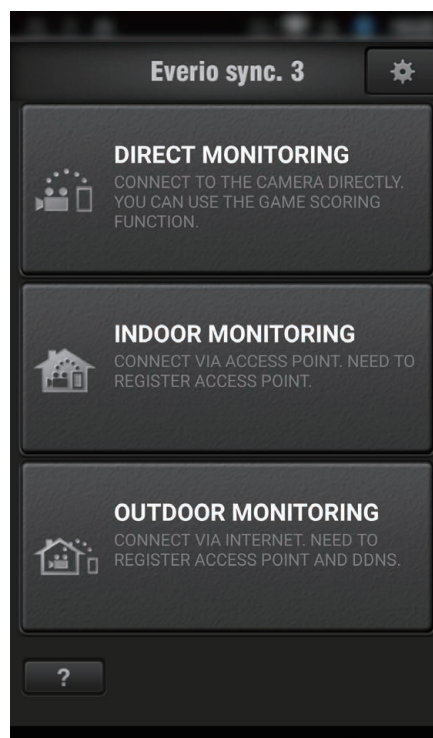 Everio sync. 3
DIRECT MONITORING
CONNECT TO THE CAMERA DIRECTLY.
YOU CAN USE THE GAME SCORING
FUNCTION.
INDOOR MONITORING
CONNECT VIA ACCESS POINT. NEED TO
REGISTER ACCESS POINT.
OUTDOOR MONITORING
CONNECT VIA INTERNET. NEED TO
REGISTER ACCESS POINT AND DDNS.
?